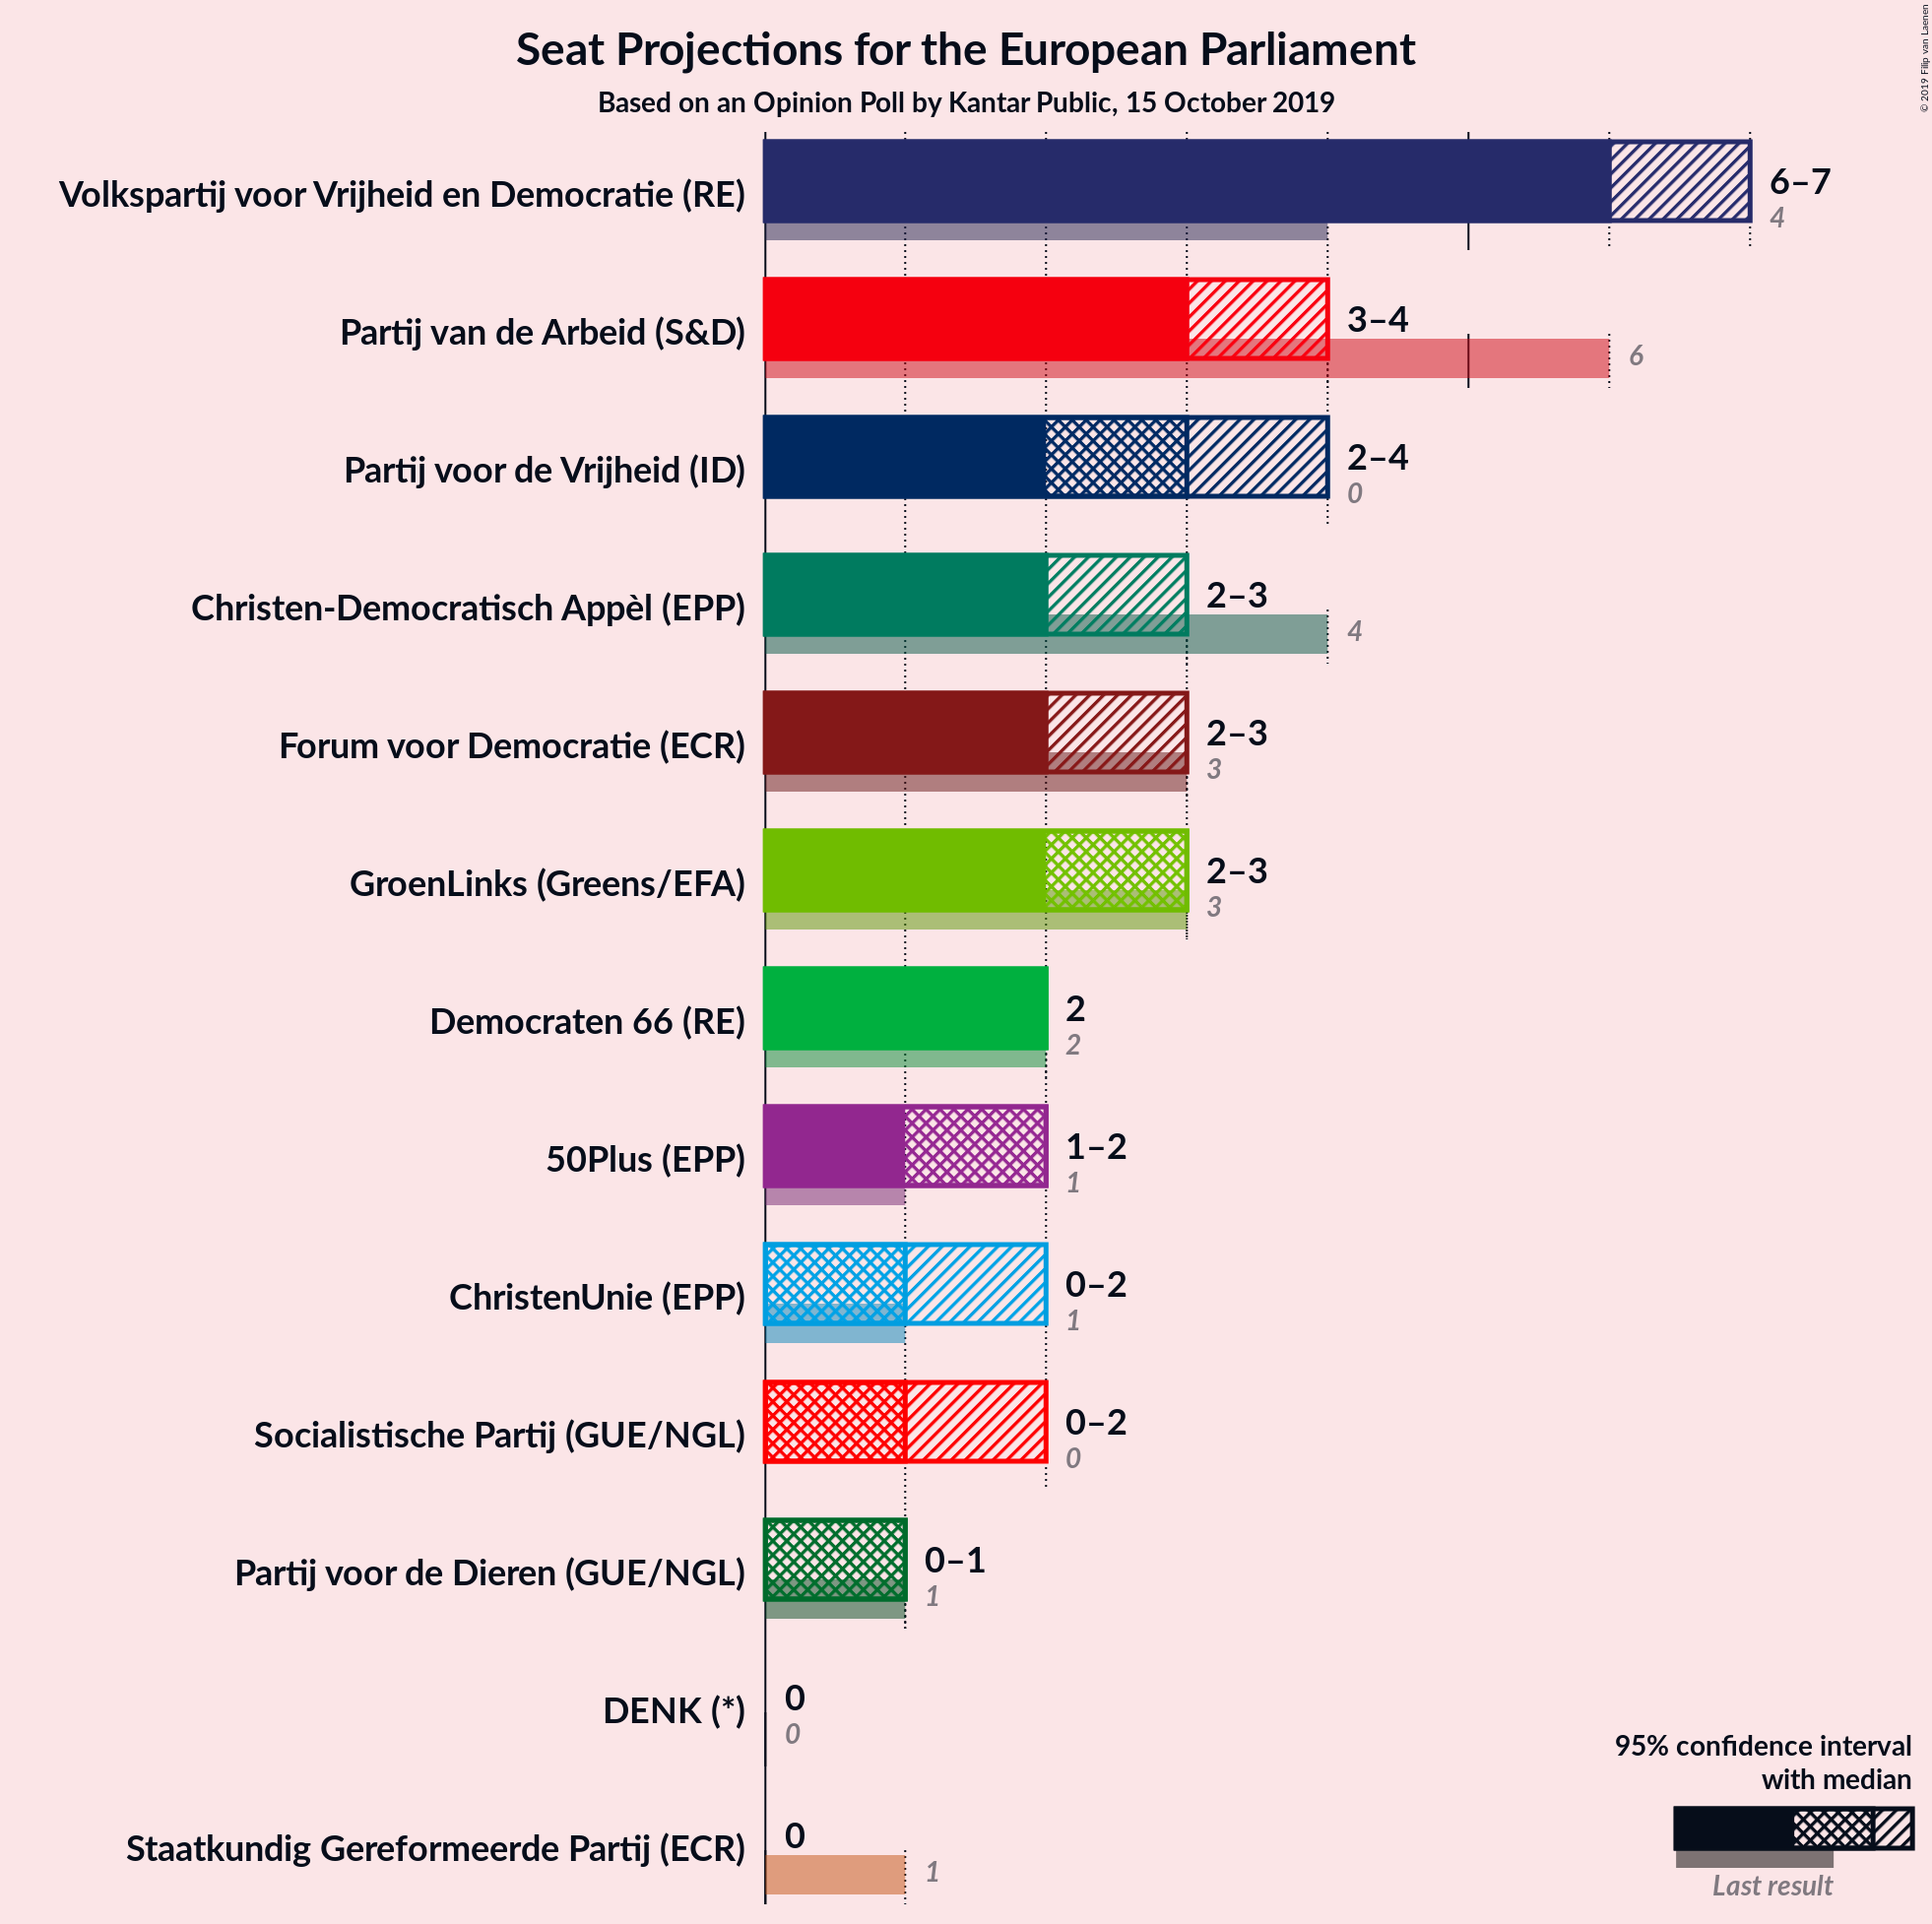 Seat Projections for the European Parliament
Based on an Opinion Poll by Kantar Public, 15 October 2019
© 2019 Filip van Laenen
Volkspartij voor Vrijheid en Democratie (RE)
6–7
4
Partij van de Arbeid (S&D)
3–4
6
Partij voor de Vrijheid (ID)
2–4
0
Christen-Democratisch Appèl (EPP)
2–3
4
Forum voor Democratie (ECR)
2–3
3
GroenLinks (Greens/EFA)
2–3
3
Democraten 66 (RE)
2
2
50Plus (EPP)
1–2
1
ChristenUnie (EPP)
0–2
1
Socialistische Partij (GUE/NGL)
0–2
0
Partij voor de Dieren (GUE/NGL)
0–1
1
DENK (*)
0
0
Staatkundig Gereformeerde Partij (ECR)
0
1
95% confidence interval
with median
Last result